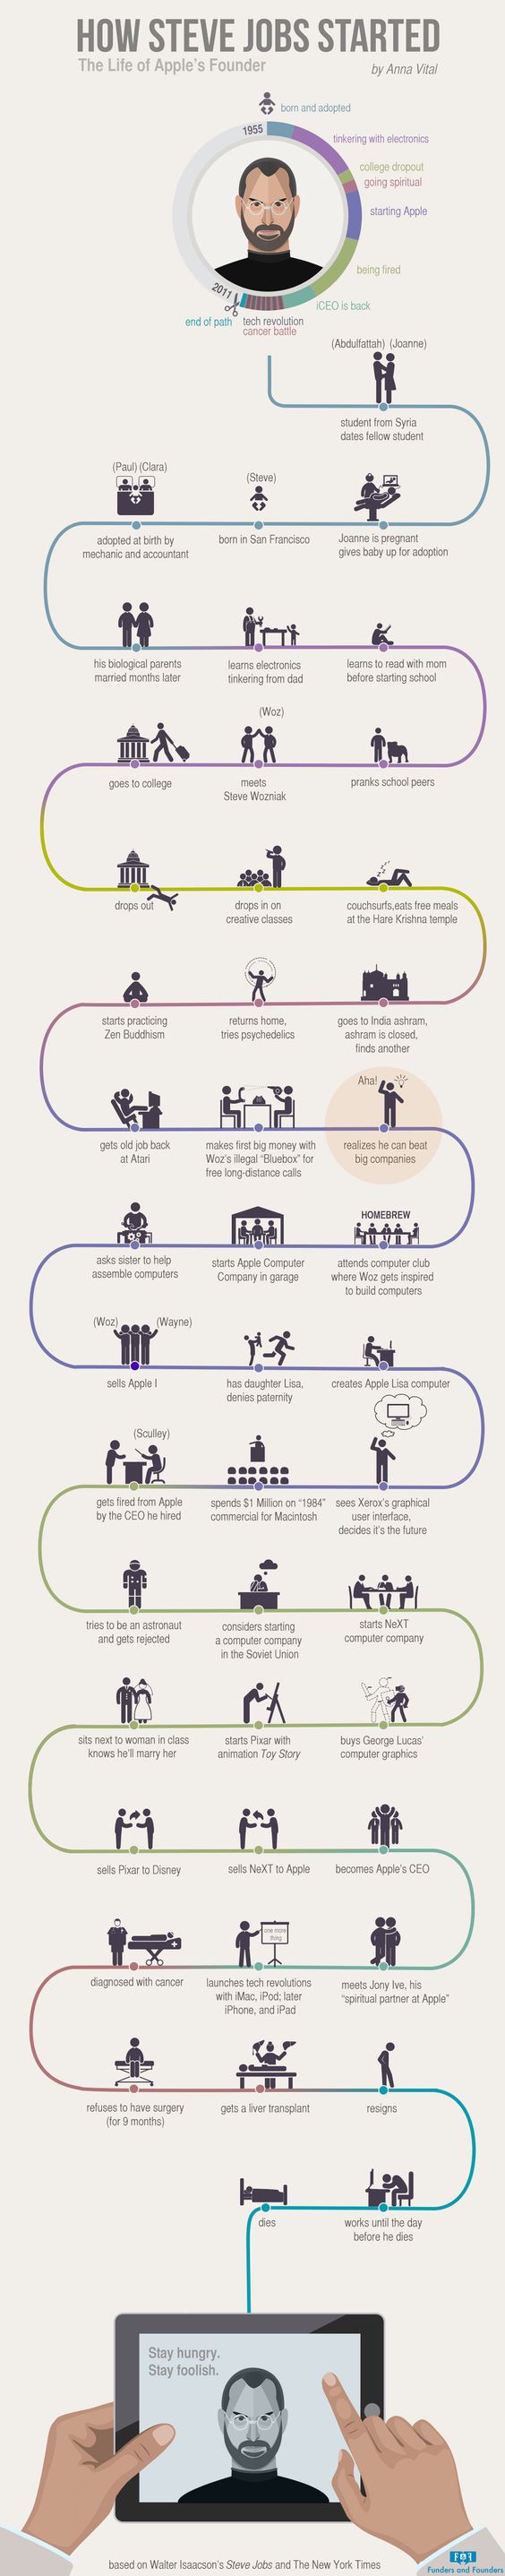 HOW STEVE JOBS STARTED
The Life of Apple's Founder
by Anna Vital
born and adopted
1955
tinkering with electronics
college dropout
going spiritual
starting Apple
being fired
iCEO is back
2011
end of path
tech revolution
cancer battle
(Abdulfattah) (Joanne)
student from Syria
dates fellow student
(Paul) (Clara)
(Steve)
adopted at birth by
mechanic and accountant
born in San Francisco
Joanne is pregnant
gives baby up for adoption
his biological parents
married months later
learns electronics
tinkering from dad
learns to read with mom
before starting school
(Woz)
goes to college
meets
Steve Wozniak
pranks school peers
drops out
drops in on
creative classes
couchsurfs,eats free meals
at the Hare Krishna temple
starts practicing
Zen Buddhism
returns home,
tries psychedelics
goes to India ashram,
ashram is closed,
finds another
Aha!
gets old job back
at Atari
makes first big money with
Woz's illegal "Bluebox" for
free long-distance calls
realizes he can beat
big companies
HOMEBREW
asks sister to help
assemble computers
starts Apple Computer
Company in garage
attends computer club
where Woz gets inspired
to build computers
(Woz)
(Wayne)
sells Apple I
has daughter Lisa,
denies paternity
creates Apple Lisa computer
(Sculley)
gets fired from Apple
by the CEO he hired
spends $1 Million on "1984"
commercial for Macintosh
sees Xerox's graphical
user interface,
decides it's the future
tries to be an astronaut
and gets rejected
considers starting
a computer company
in the Soviet Union
starts NeXT
computer company
sits next to woman in class
knows he'll marry her
starts Pixar with
animation Toy Story
buys George Lucas'
computer graphics
sells Pixar to Disney
sells NeXT to Apple
becomes Apple's CEO
one more
thing
diagnosed with cancer
launches tech revolutions
with iMac, iPod; later
iPhone, and iPad
meets Jony Ive, his
"spiritual partner at Apple"
refuses to have surgery
(for 9 months)
gets a liver transplant
resigns
dies
works until the day
before he dies
Stay hungry.
Stay foolish.
based on Walter Isaacson's Steve Jobs and The New York Times
F&F
Funders and Founders